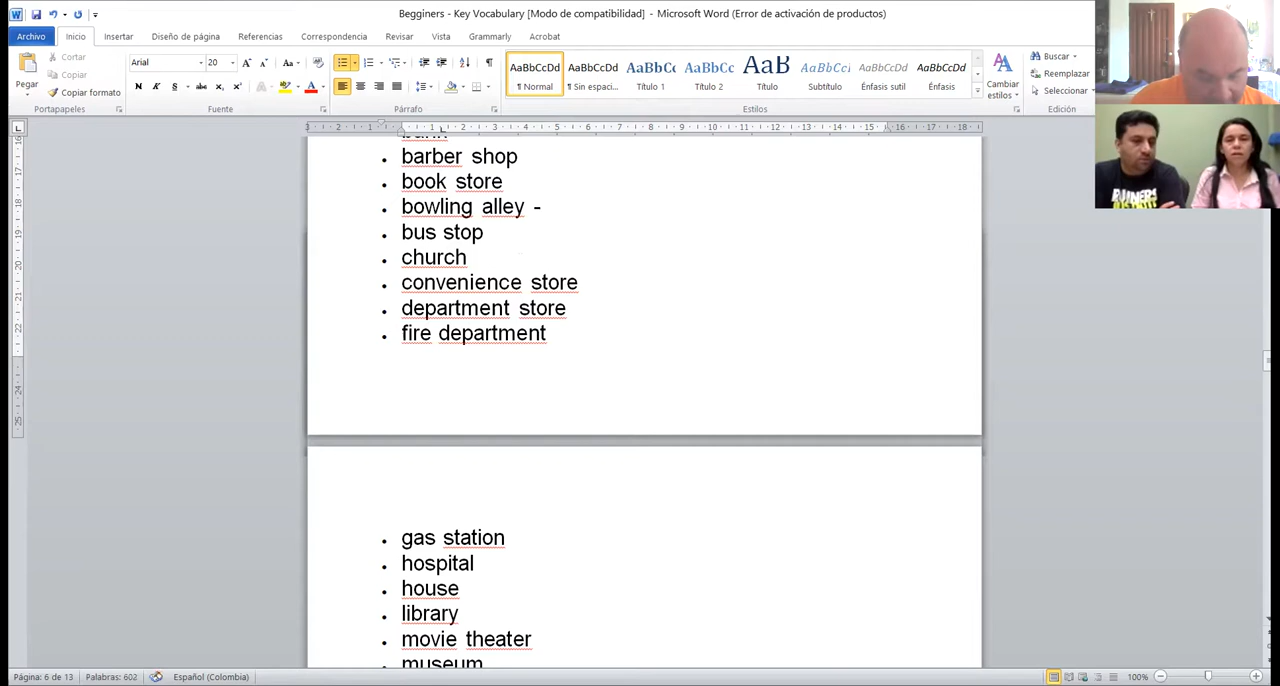 Begginers - Key Vocabulary [Modo de compatibilidad] - Microsoft Word (Error de activación de productos)
Archivo Inicio Insertar Diseño de página Referencias Correspondencia Revisar Vista Grammarly Acrobat
Pegar
Cortar
Copiar
Copiar formato
Portapapeles
Arial 20
Fuente
Párrafo
AaBbCcDd AaBbCcDd AaBbCc AaBbCc AaB AaBbCcI AaBbCcDd AaBbCcDd
¶ Normal ¶ Sin espaci... Título 1 Título 2 Título Subtítulo Énfasis sutil Énfasis
Cambiar estilos
Estilos
Buscar
Reemplazar
Seleccionar
Edición
barber shop
book store
bowling alley -
bus stop
church
convenience store
department store
fire department
gas station
hospital
house
library
movie theater
museum
Página: 6 de 13 Palabras: 602 Español (Colombia) 100%